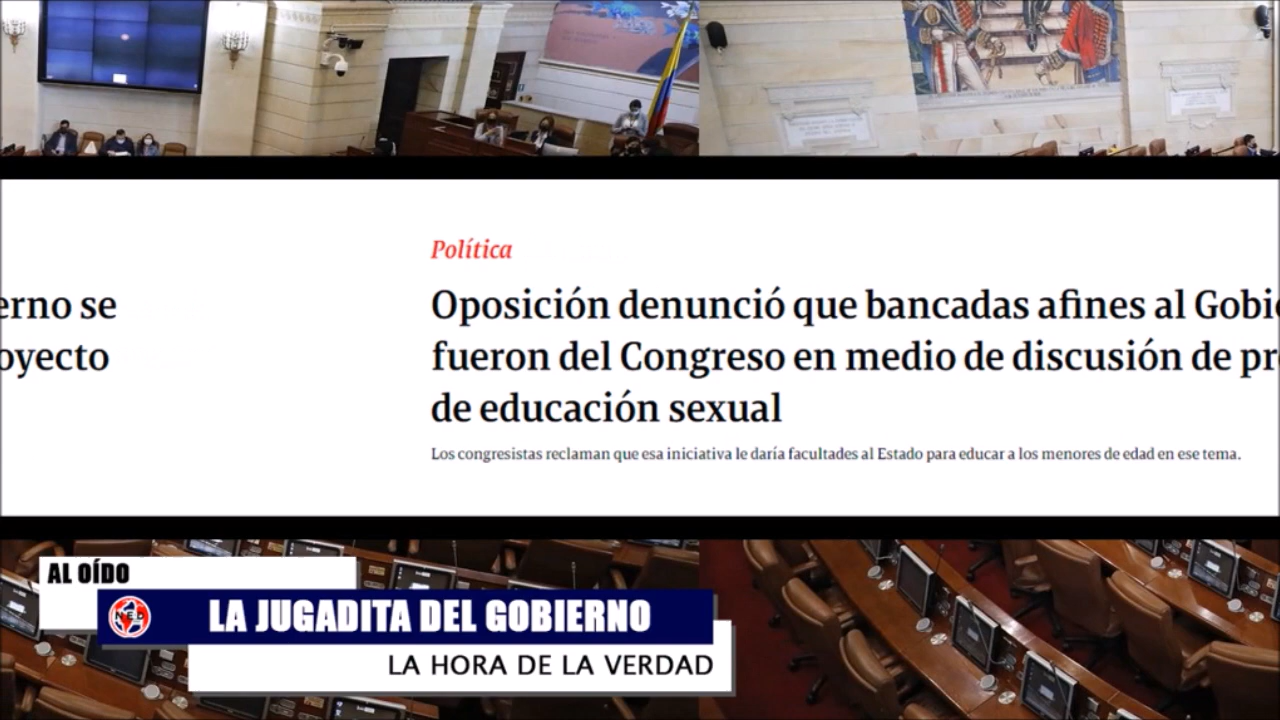 erno se
oyecto
Política
Oposición denunció que bancadas afines al Gobie
fueron del Congreso en medio de discusión de pr
de educación sexual
Los congresistas reclaman que esa iniciativa le daría facultades al Estado para educar a los menores de edad en ese tema.
AL OÍDO
LA JUGADITA DEL GOBIERNO
LA HORA DE LA VERDAD